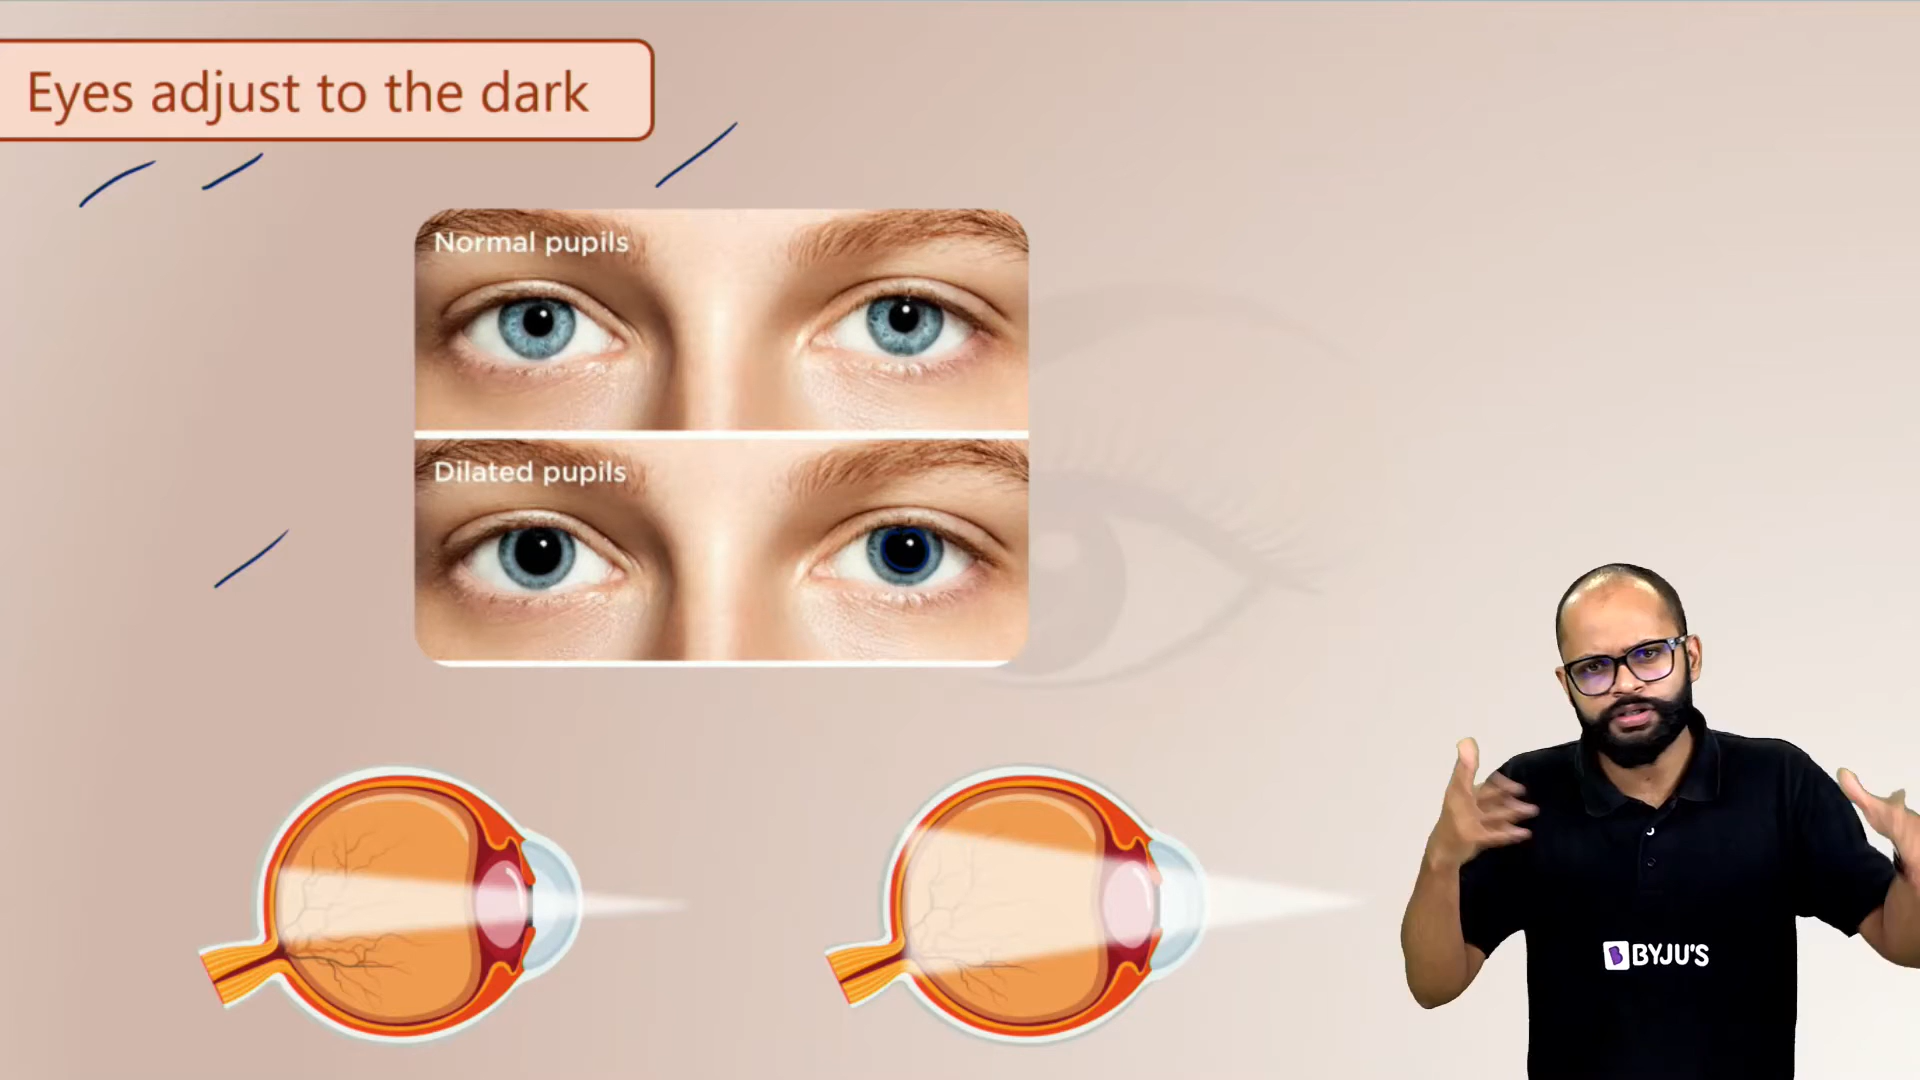 Eyes adjust to the dark
Normal pupils
Dilated pupils
BYJU'S